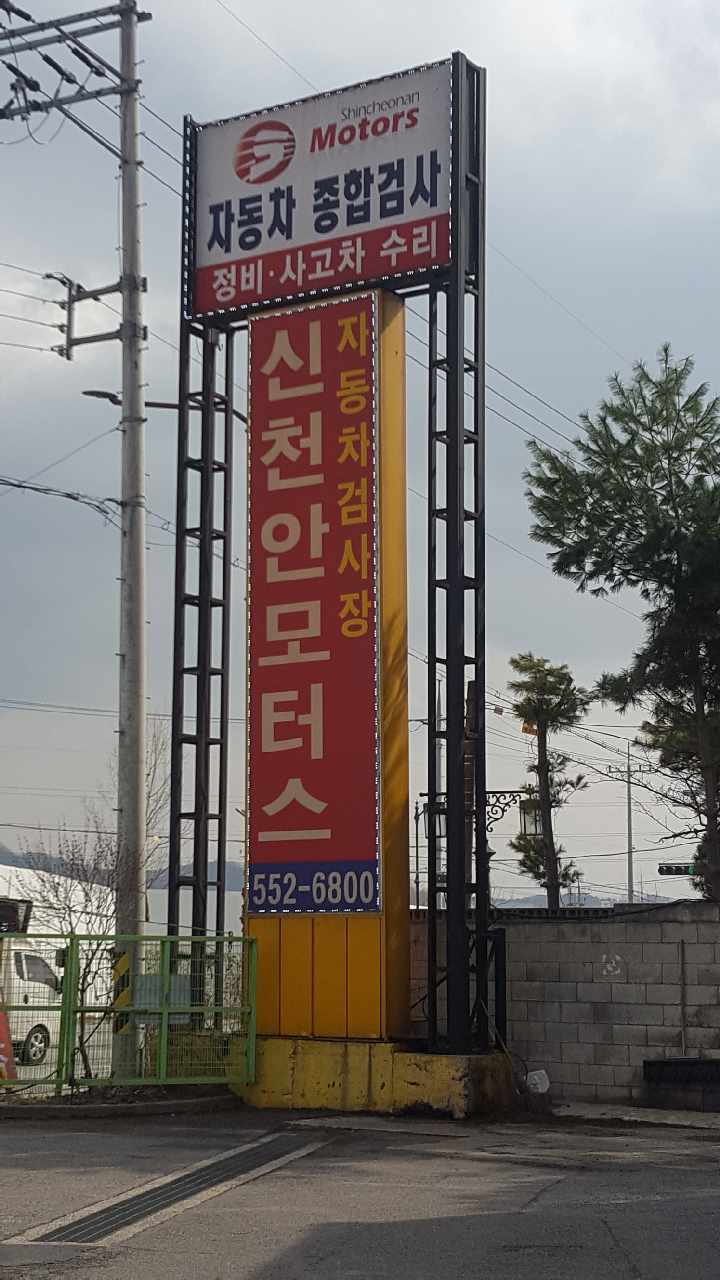 Shincheonan
Motors
자동차 종합검사
정비·사고차 수리
자동차검사장
신천안모터스
552-6800